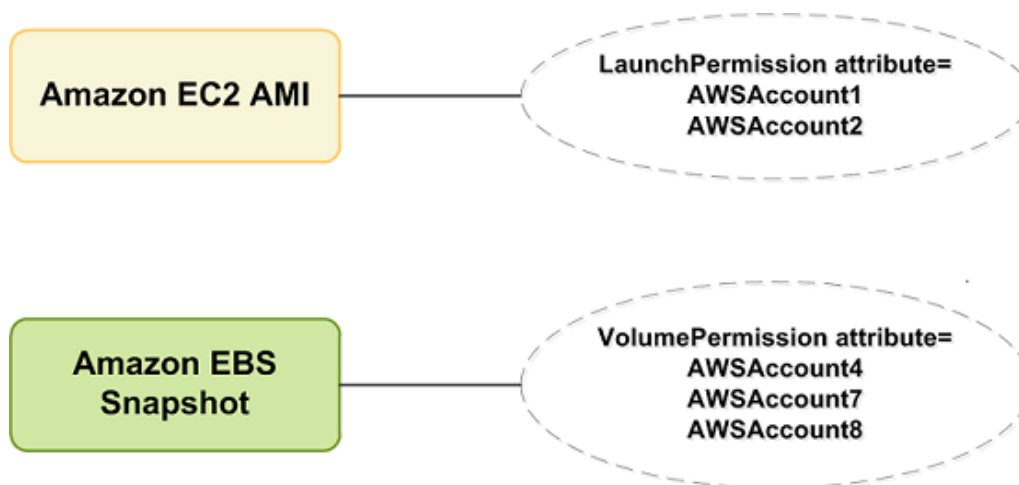 Amazon EC2 AMI
LaunchPermission attribute=
AWSAccount1
AWSAccount2
Amazon EBS
Snapshot
VolumePermission attribute=
AWSAccount4
AWSAccount7
AWSAccount8